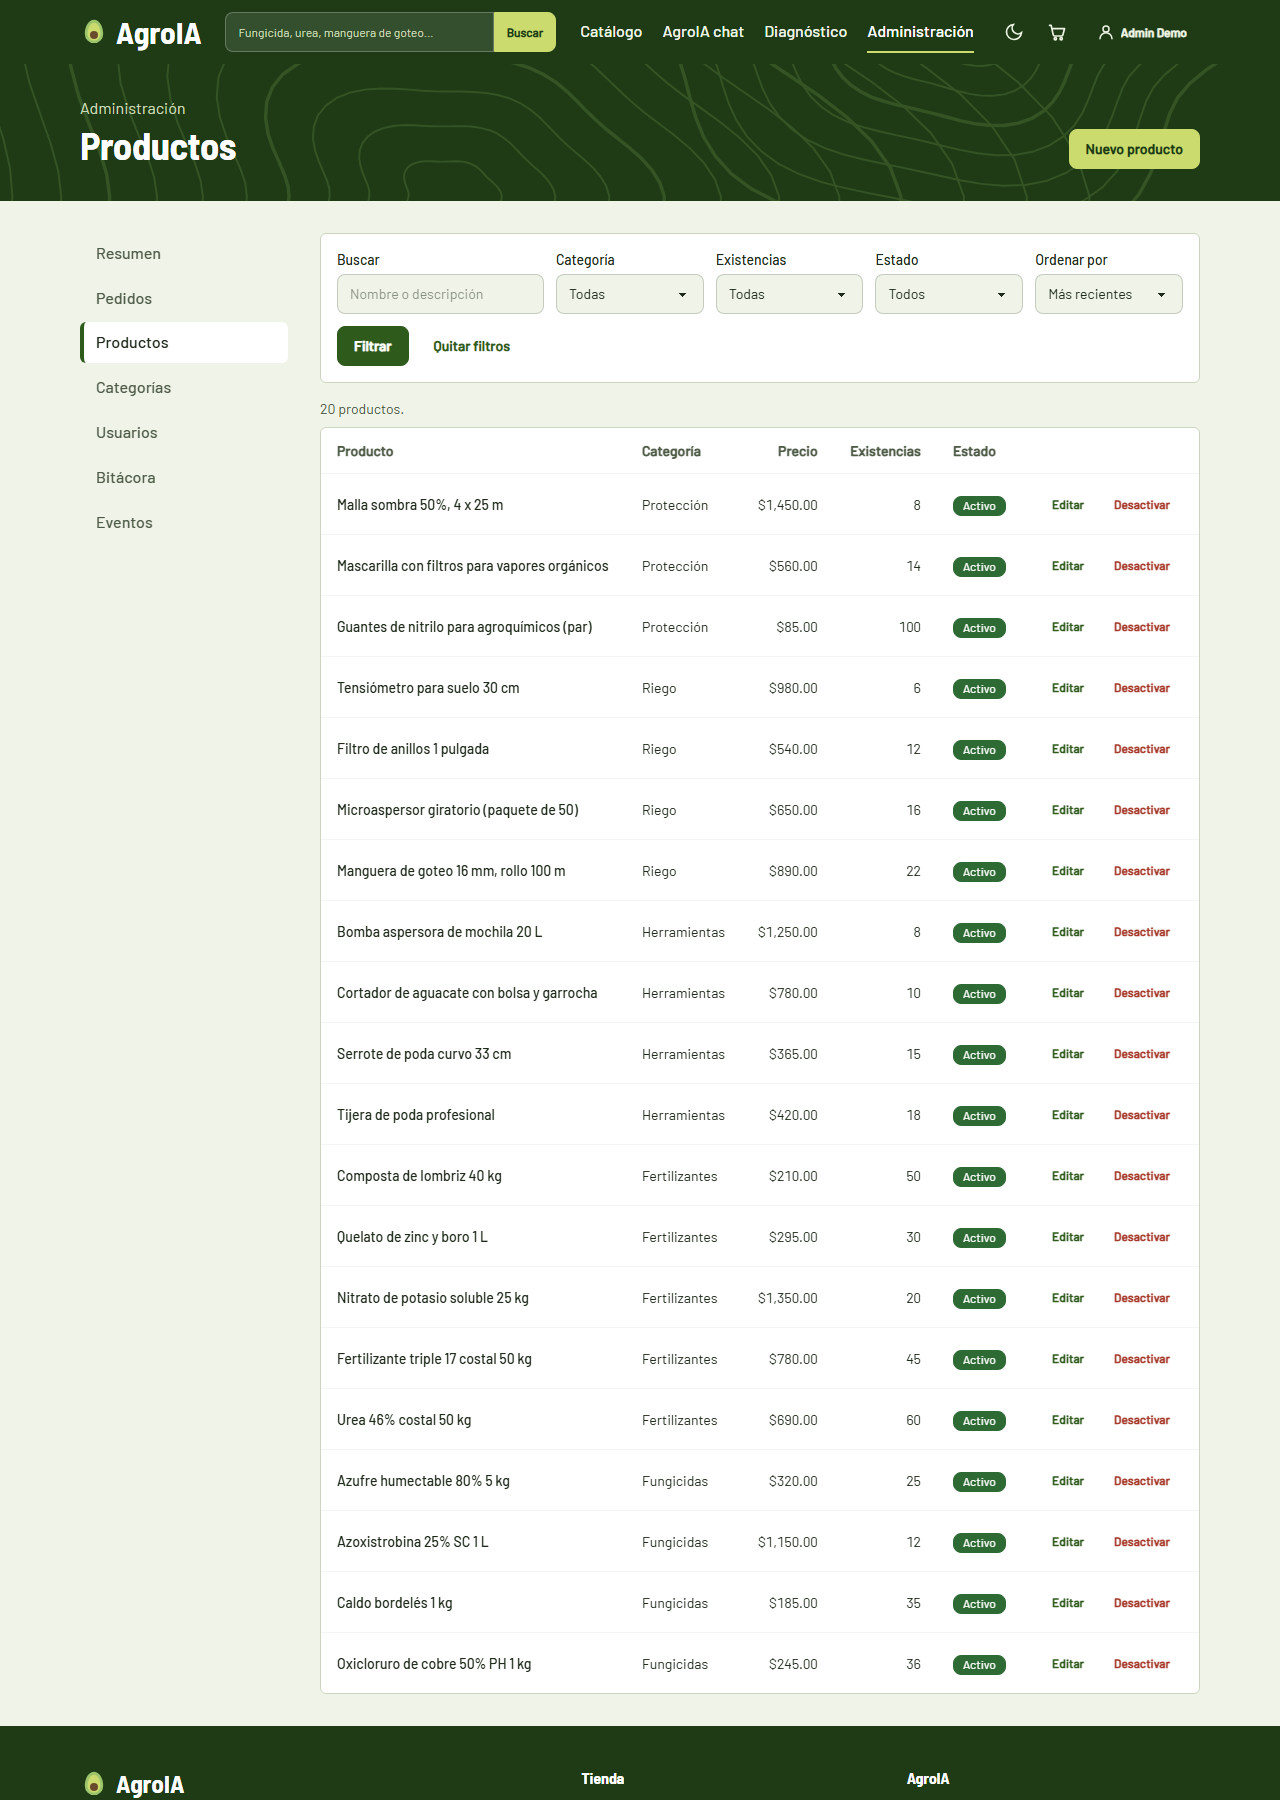 AgroIA
Fungicida, urea, manguera de goteo...
Buscar
Catálogo
AgroIA chat
Diagnóstico
Administración
Admin Demo
Administración
Productos
Nuevo producto
Resumen
Pedidos
Productos
Categorías
Usuarios
Bitácora
Eventos
Buscar
Categoría
Existencias
Estado
Ordenar por
Nombre o descripción
Todas
Todas
Todos
Más recientes
Filtrar
Quitar filtros
20 productos.
Producto Categoría Precio Existencias Estado
Malla sombra 50%, 4 x 25 m Protección $1,450.00 8 Activo Editar Desactivar
Mascarilla con filtros para vapores orgánicos Protección $560.00 14 Activo Editar Desactivar
Guantes de nitrilo para agroquímicos (par) Protección $85.00 100 Activo Editar Desactivar
Tensiómetro para suelo 30 cm Riego $980.00 6 Activo Editar Desactivar
Filtro de anillos 1 pulgada Riego $540.00 12 Activo Editar Desactivar
Microaspersor giratorio (paquete de 50) Riego $650.00 16 Activo Editar Desactivar
Manguera de goteo 16 mm, rollo 100 m Riego $890.00 22 Activo Editar Desactivar
Bomba aspersora de mochila 20 L Herramientas $1,250.00 8 Activo Editar Desactivar
Cortador de aguacate con bolsa y garrocha Herramientas $780.00 10 Activo Editar Desactivar
Serrote de poda curvo 33 cm Herramientas $365.00 15 Activo Editar Desactivar
Tijera de poda profesional Herramientas $420.00 18 Activo Editar Desactivar
Composta de lombriz 40 kg Fertilizantes $210.00 50 Activo Editar Desactivar
Quelato de zinc y boro 1 L Fertilizantes $295.00 30 Activo Editar Desactivar
Nitrato de potasio soluble 25 kg Fertilizantes $1,350.00 20 Activo Editar Desactivar
Fertilizante triple 17 costal 50 kg Fertilizantes $780.00 45 Activo Editar Desactivar
Urea 46% costal 50 kg Fertilizantes $690.00 60 Activo Editar Desactivar
Azufre humectable 80% 5 kg Fungicidas $320.00 25 Activo Editar Desactivar
Azoxistrobina 25% SC 1 L Fungicidas $1,150.00 12 Activo Editar Desactivar
Caldo bordelés 1 kg Fungicidas $185.00 35 Activo Editar Desactivar
Oxicloruro de cobre 50% PH 1 kg Fungicidas $245.00 36 Activo Editar Desactivar
AgroIA
Tienda
AgroIA